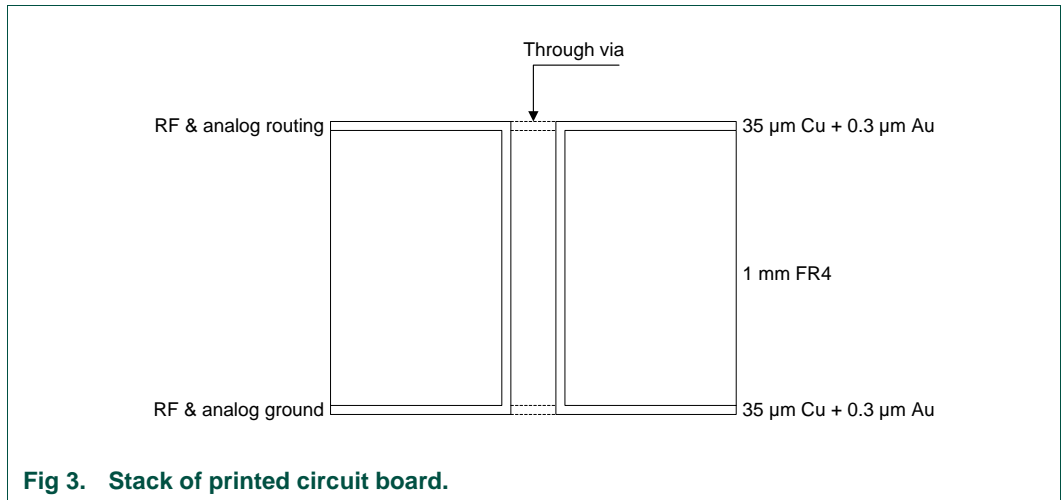 Through via
RF & analog routing
35 µm Cu + 0.3 µm Au
1 mm FR4
RF & analog ground
35 µm Cu + 0.3 µm Au
Fig 3. Stack of printed circuit board.